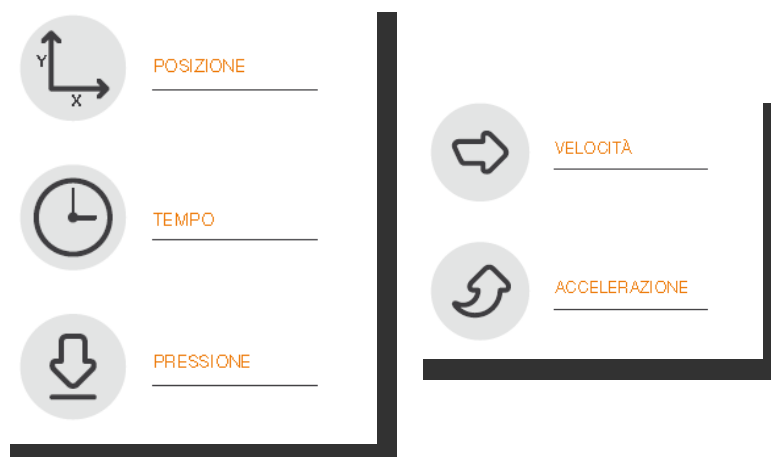 Y
X
POSIZIONE
TEMPO
PRESSIONE
VELOCITÀ
ACCELERAZIONE